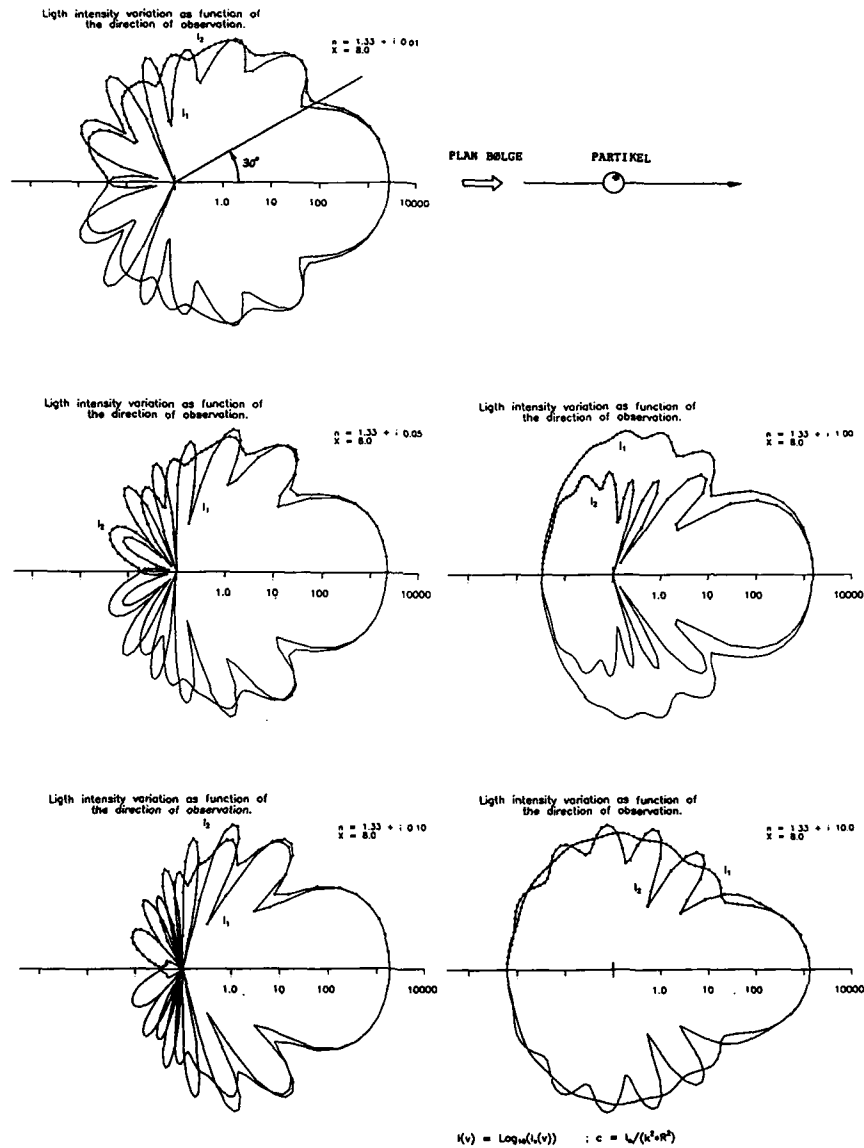 Ligth intensity variation as function of
the direction of observation.
I₂
n = 1.33 + i 0.01
X = 8.0
I₁
30°
1.0 10 100 10000
PLAN BØLGE PARTIKEL
Ligth intensity variation as function of
the direction of observation.
n = 1.33 + i 0.05
X = 8.0
I₂
I₁
1.0 10 100 10000
Ligth intensity variation as function of
the direction of observation.
n = 1.33 + i 1.00
X = 8.0
I₁
I₂
1.0 10 100 10000
Ligth intensity variation as function of
the direction of observation.
I₂
n = 1.33 + i 0.10
X = 8.0
I₁
1.0 10 100 10000
Ligth intensity variation as function of
the direction of observation.
n = 1.33 + i 10.0
X = 8.0
I₁
I₂
1.0 10 100 10000